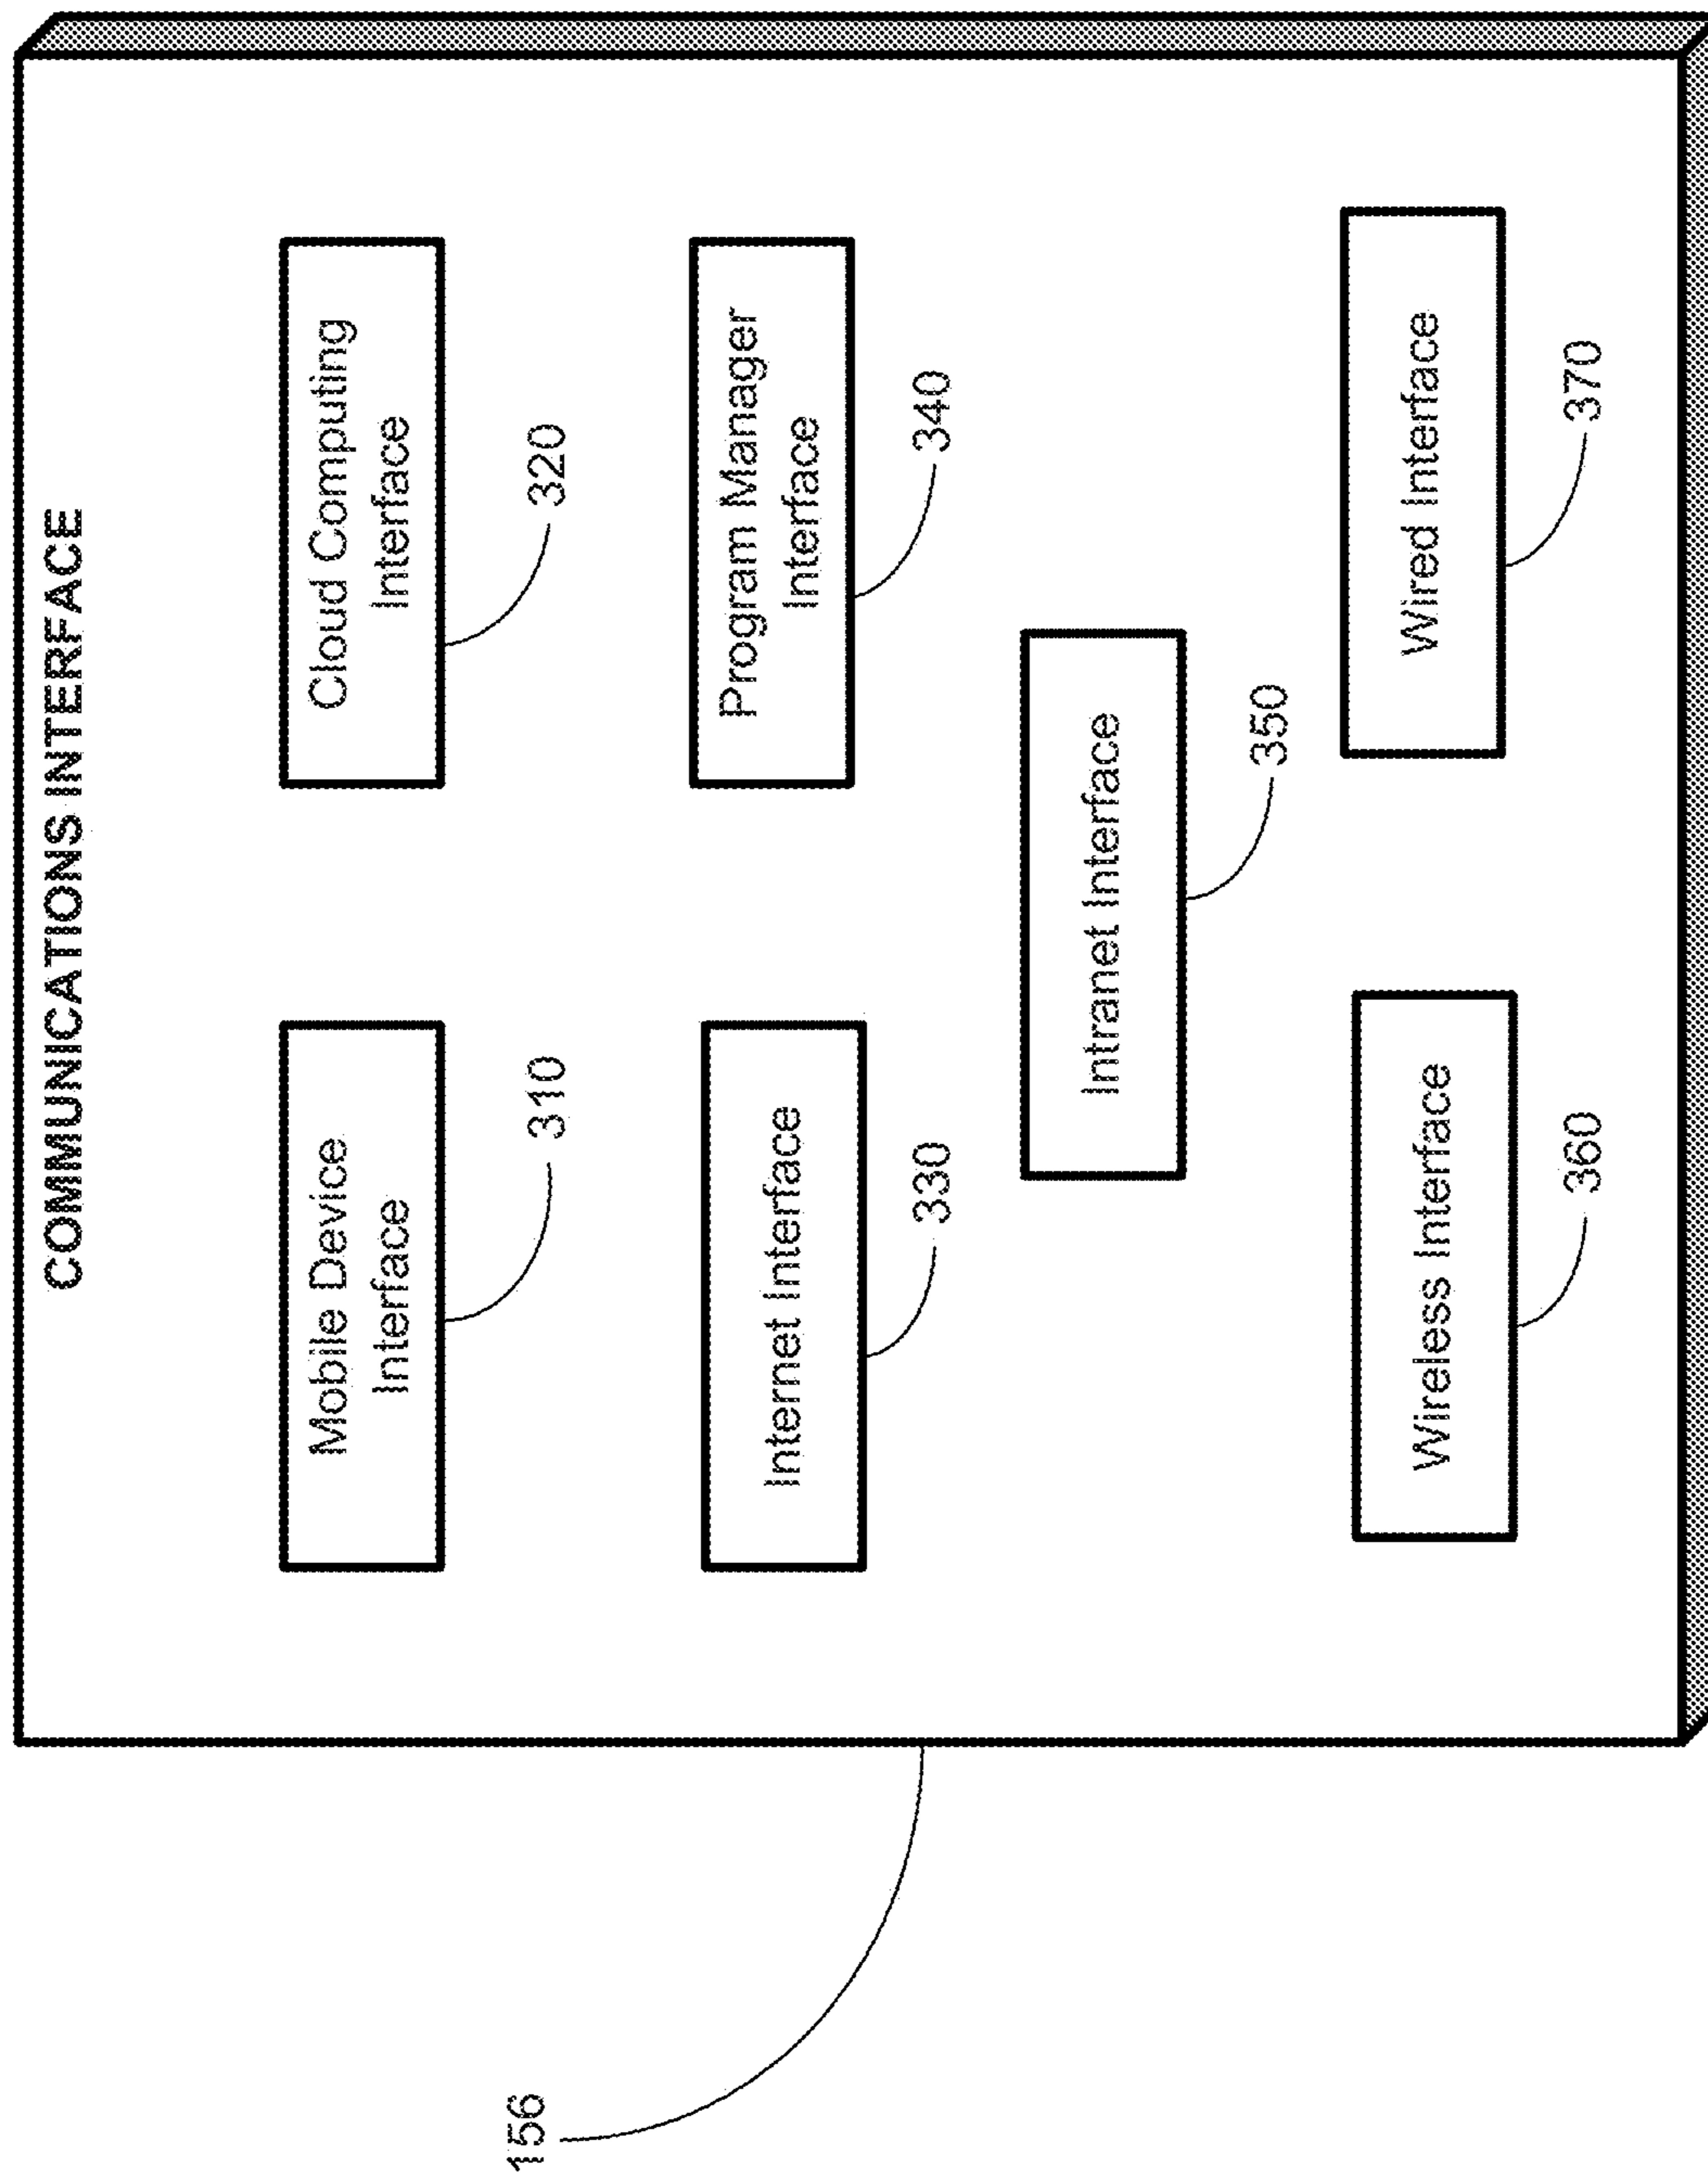 COMMUNICATIONS INTERFACE
Mobile Device
Interface
310
Cloud Computing
Interface
320
Internet Interface
330
Program Manager
Interface
340
Intranet Interface
350
Wireless Interface
360
Wired Interface
370
156